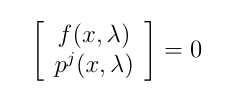 [ f(x, λ)
p^j(x, λ) ] = 0